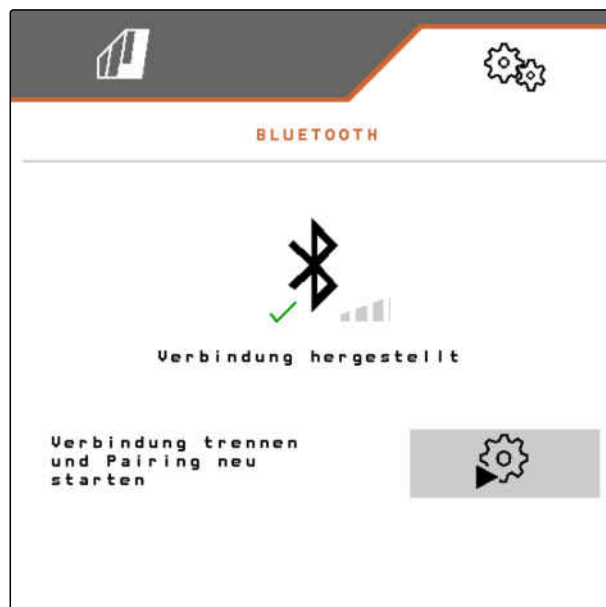 BLUETOOTH
Verbindung hergestellt
Verbindung trennen
und Pairing neu
starten